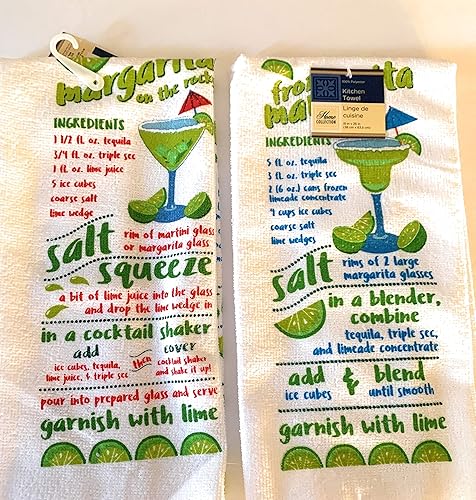 margarita
on the rock
INGREDIENTS
1 1/2 fl oz. tequila
3/4 fl oz. triple sec
1 fl oz. lime juice
5 ice cubes
coarse salt
lime wedge
salt rim of martini glass
or margarita glass
squeeze
a bit of lime juice into the glass
and drop the lime wedge in
in a cocktail shaker
add then cover
ice cubes, tequila, cocktail shaker
lime juice, & triple sec and shake it up!
pour into prepared glass and serve
garnish with lime
100% Polyester
Kitchen
Towel
Linge de
cuisine
Home
COLLECTION
INGREDIENTS
5 fl oz. tequila
3 fl oz. triple sec
2 (6 oz.) cans frozen
limeade concentrate
9 cups ice cubes
coarse salt
lime wedges
salt rims of 2 large
margarita glasses
in a blender,
combine
tequila, triple sec,
and limeade concentrate
add & blend
ice cubes until smooth
garnish with lime